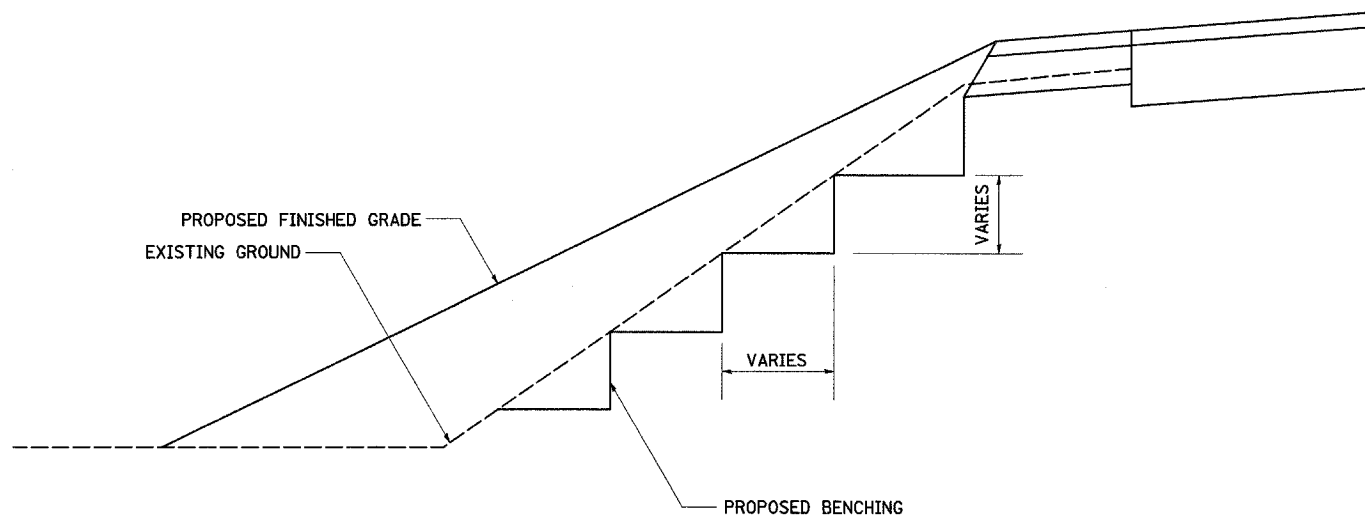 PROPOSED FINISHED GRADE
EXISTING GROUND
VARIES
VARIES
PROPOSED BENCHING